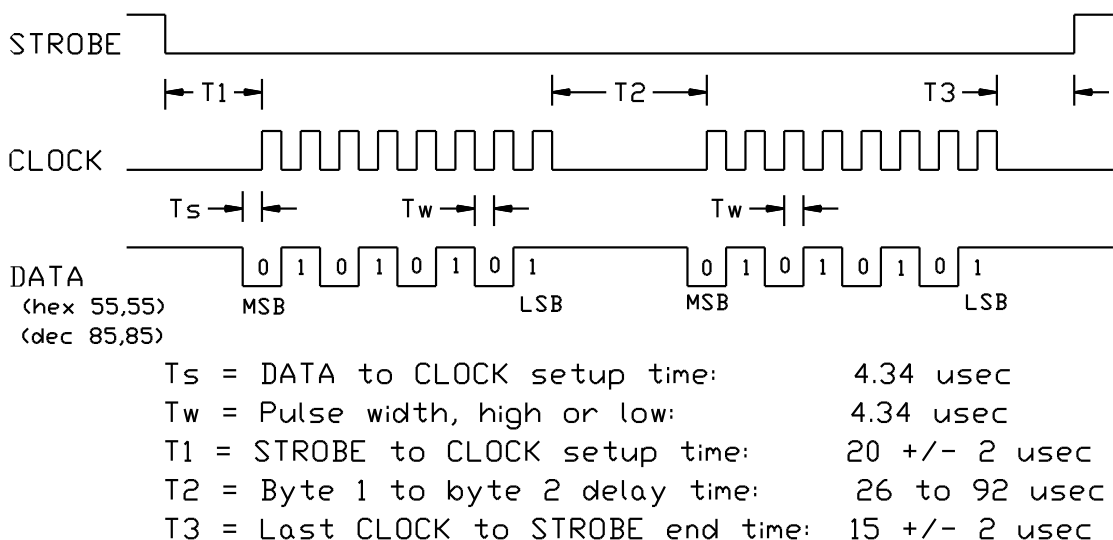 STROBE
T1 T2 T3
CLOCK
Ts Tw Tw
DATA 0 1 0 1 0 1 0 1 0 1 0 1 0 1 0 1
(hex 55,55) MSB LSB MSB LSB
(dec 85,85)
Ts = DATA to CLOCK setup time: 4.34 usec
Tw = Pulse width, high or low: 4.34 usec
T1 = STROBE to CLOCK setup time: 20 +/- 2 usec
T2 = Byte 1 to byte 2 delay time: 26 to 92 usec
T3 = Last CLOCK to STROBE end time: 15 +/- 2 usec